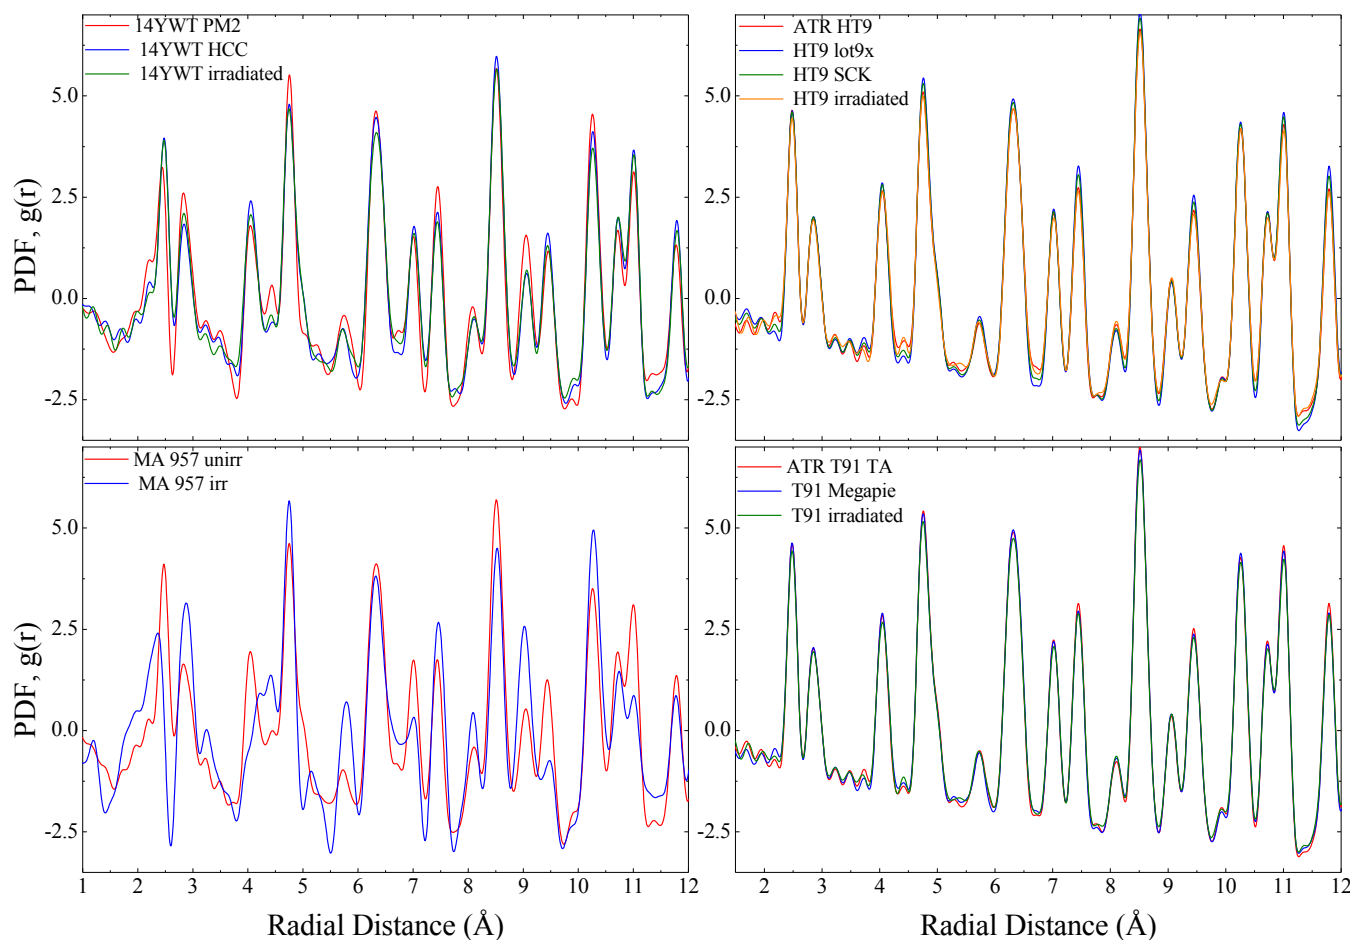 14YWT PM2
14YWT HCC
14YWT irradiated
PDF, g(r)
5.0
2.5
0.0
-2.5
ATR HT9
HT9 lot9x
HT9 SCK
HT9 irradiated
5.0
2.5
0.0
-2.5
MA 957 unirr
MA 957 irr
PDF, g(r)
5.0
2.5
0.0
-2.5
1 2 3 4 5 6 7 8 9 10 11 12
Radial Distance (Å)
ATR T91 TA
T91 Megapie
T91 irradiated
5.0
2.5
0.0
-2.5
2 3 4 5 6 7 8 9 10 11 12
Radial Distance (Å)